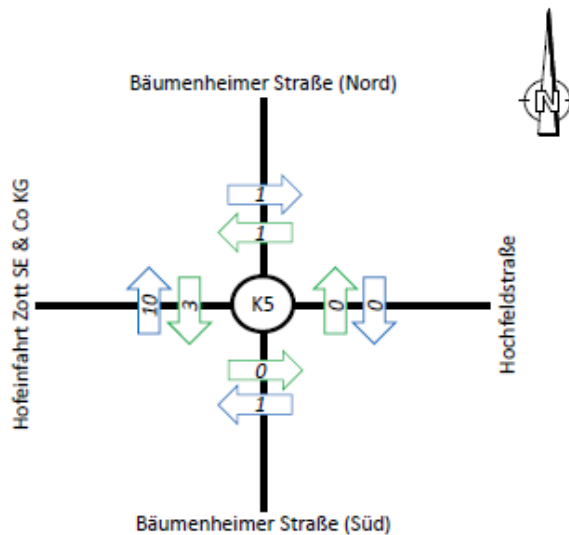 N
Bäumenheimer Straße (Nord)
1
1
Hofeinfahrt Zott SE & Co KG
10
3
K5
0
0
Hochfeldstraße
0
1
Bäumenheimer Straße (Süd)